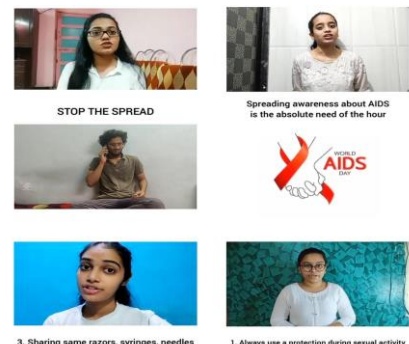 STOP THE SPREAD
Spreading awareness about AIDS
is the absolute need of the hour
WORLD
AIDS
DAY
3. Sharing same razors, syringes, needles
1. Always use a protection during sexual activity